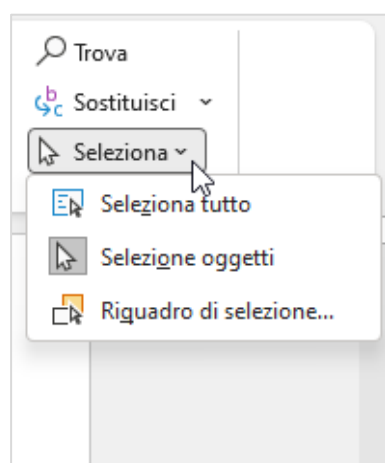 Trova
Sostituisci
Seleziona
Seleziona tutto
Selezione oggetti
Riquadro di selezione...